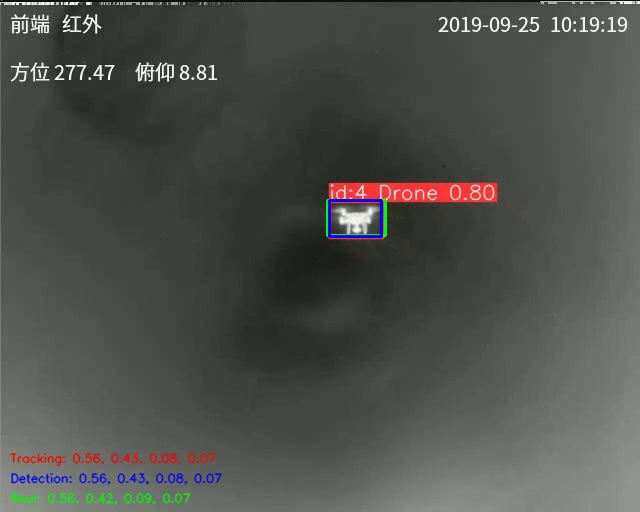 前端 红外 2019-09-25 10:19:19
方位 277.47 俯仰 8.81
id:4 Drone 0.80
Tracking: 0.56, 0.43, 0.08, 0.07
Detection: 0.56, 0.43, 0.08, 0.07
Real: 0.56, 0.42, 0.09, 0.07